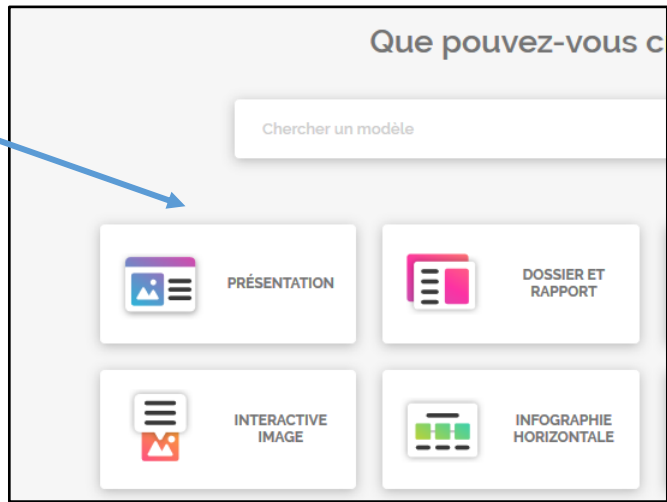 Que pouvez-vous c
Chercher un modèle
PRÉSENTATION
DOSSIER ET
RAPPORT
INTERACTIVE
IMAGE
INFOGRAPHIE
HORIZONTALE